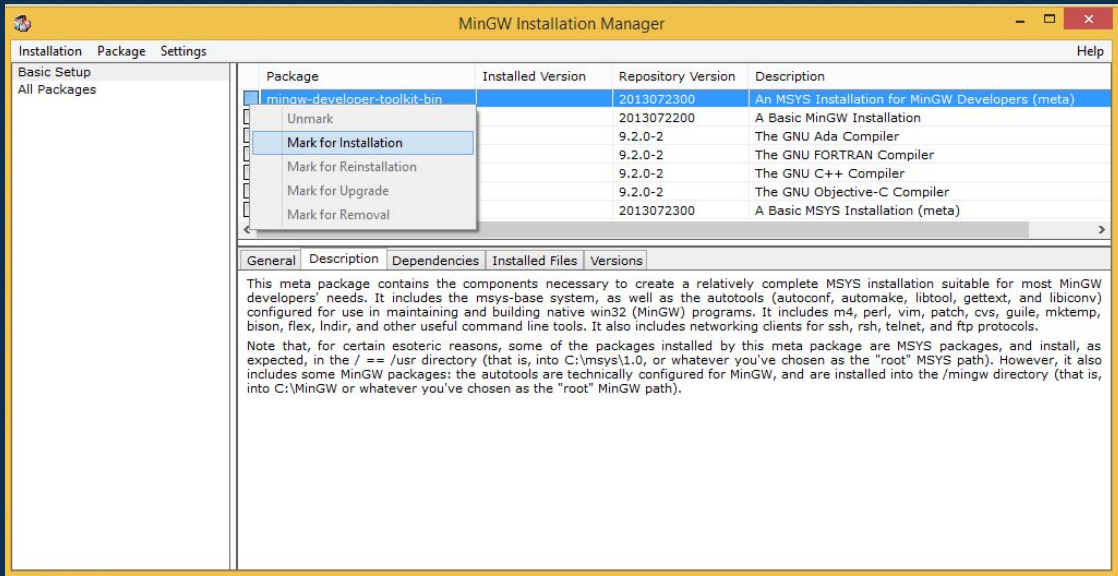 MinGW Installation Manager
Installation Package Settings Help
Basic Setup
All Packages
Package Installed Version Repository Version Description
mingw-developer-toolkit-bin 2013072300 An MSYS Installation for MinGW Developers (meta)
2013072200 A Basic MinGW Installation
9.2.0-2 The GNU Ada Compiler
9.2.0-2 The GNU FORTRAN Compiler
9.2.0-2 The GNU C++ Compiler
9.2.0-2 The GNU Objective-C Compiler
2013072300 A Basic MSYS Installation (meta)
Unmark
Mark for Installation
Mark for Reinstallation
Mark for Upgrade
Mark for Removal
General Description Dependencies Installed Files Versions
This meta package contains the components necessary to create a relatively complete MSYS installation suitable for most MinGW
developers' needs. It includes the msys-base system, as well as the autotools (autoconf, automake, libtool, gettext, and libiconv)
configured for use in maintaining and building native win32 (MinGW) programs. It includes m4, perl, vim, patch, cvs, guile, mktemp,
bison, flex, lndir, and other useful command line tools. It also includes networking clients for ssh, rsh, telnet, and ftp protocols.
Note that, for certain esoteric reasons, some of the packages installed by this meta package are MSYS packages, and install, as
expected, in the / == /usr directory (that is, into C:\msys\1.0, or whatever you've chosen as the "root" MSYS path). However, it also
includes some MinGW packages: the autotools are technically configured for MinGW, and are installed into the /mingw directory (that is,
into C:\MinGW or whatever you've chosen as the "root" MinGW path).